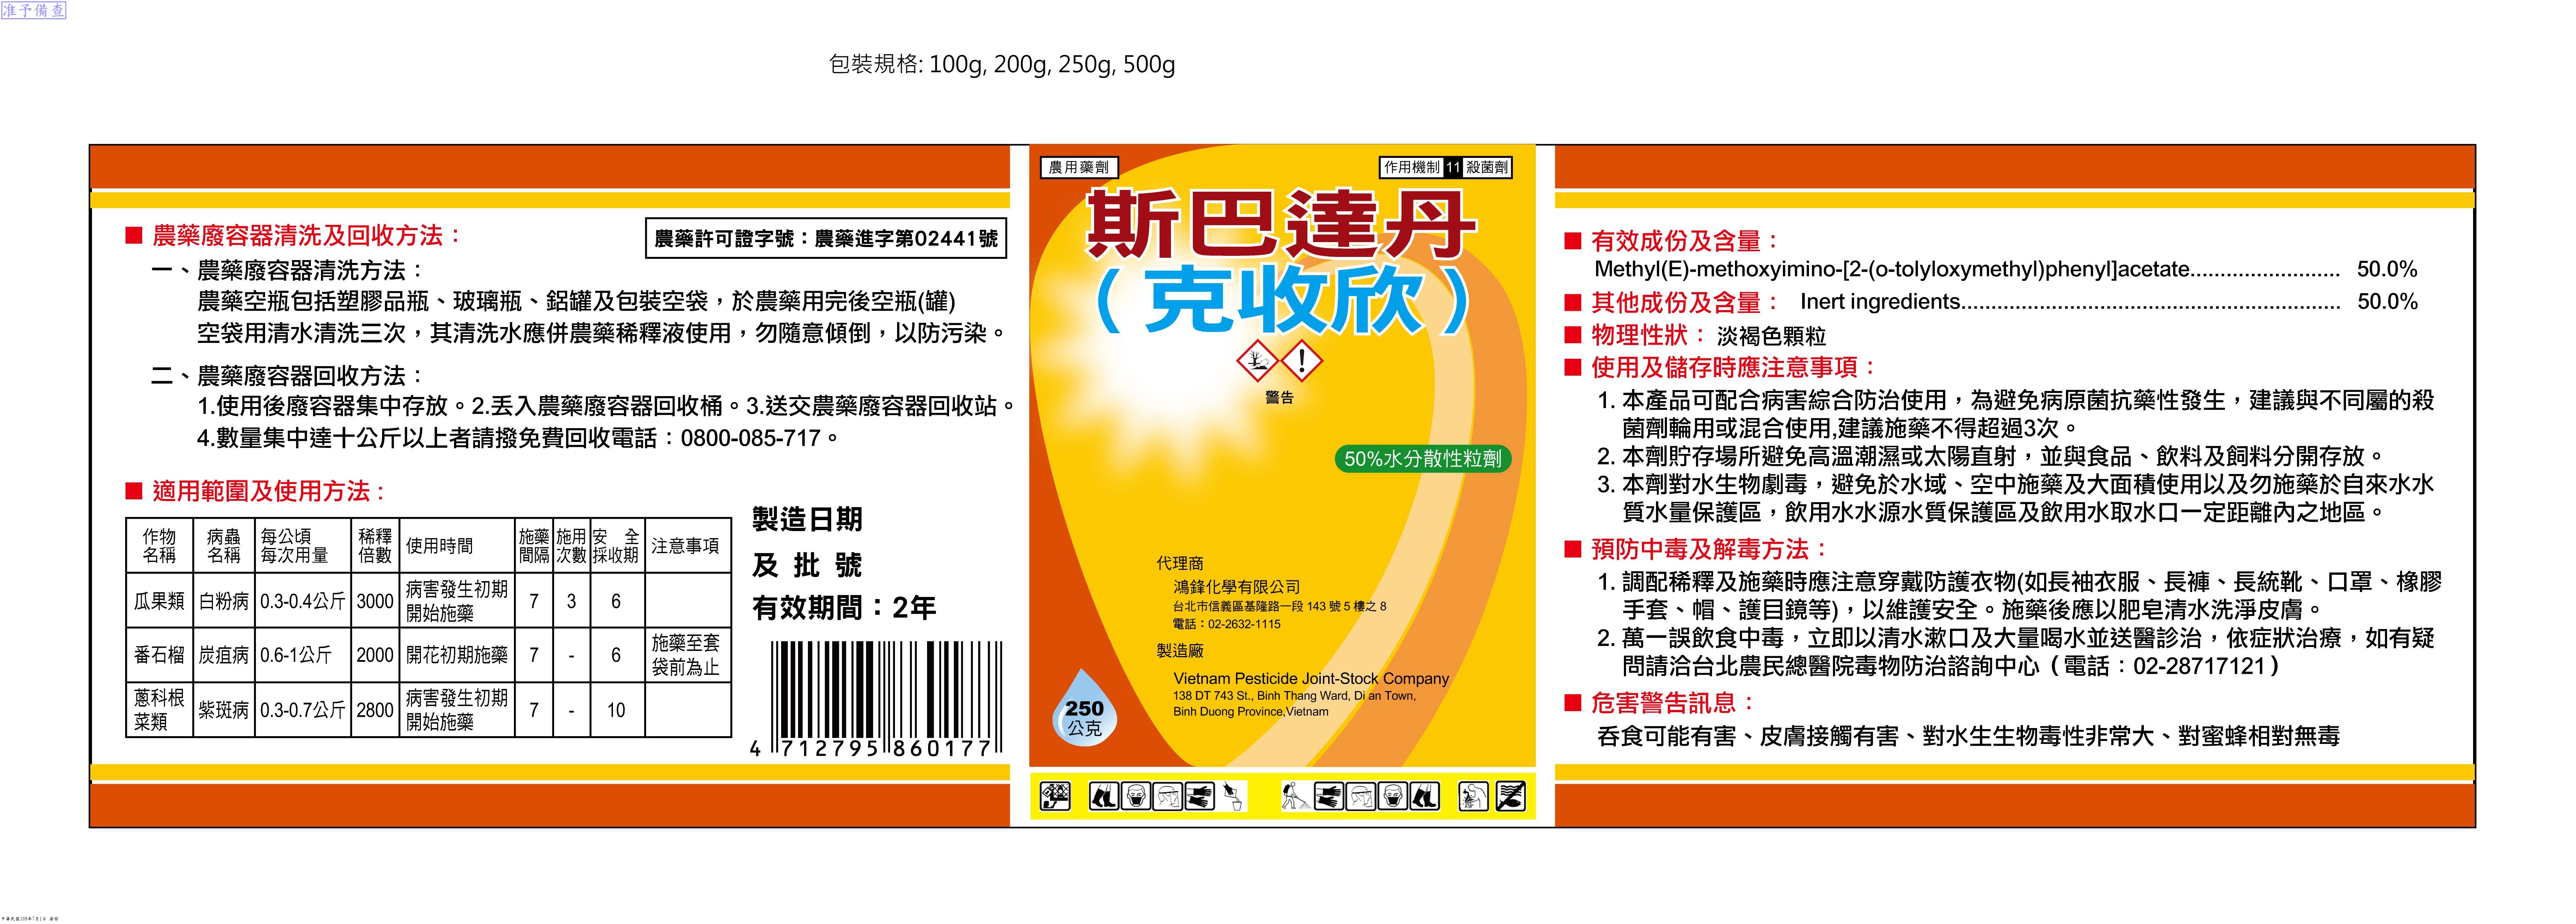 准予備查
包裝規格: 100g, 200g, 250g, 500g
■ 農藥廢容器清洗及回收方法：
農藥許可證字號：農藥進字第02441號
一、農藥廢容器清洗方法：
農藥空瓶包括塑膠品瓶、玻璃瓶、鋁罐及包裝空袋，於農藥用完後空瓶(罐)
空袋用清水清洗三次，其清洗水應併農藥稀釋液使用，勿隨意傾倒，以防污染。
二、農藥廢容器回收方法：
1.使用後廢容器集中存放。2.丟入農藥廢容器回收桶。3.送交農藥廢容器回收站。
4.數量集中達十公斤以上者請撥免費回收電話：0800-085-717。
■ 適用範圍及使用方法：
作物名稱 病蟲名稱 每公頃每次用量 稀釋倍數 使用時間 施藥間隔 施用次數 安全採收期 注意事項
瓜果類 白粉病 0.3-0.4公斤 3000 病害發生初期開始施藥 7 3 6
番石榴 炭疽病 0.6-1公斤 2000 開花初期施藥 7 - 6 施藥至套袋前為止
蔥科根菜類 紫斑病 0.3-0.7公斤 2800 病害發生初期開始施藥 7 - 10
製造日期
及 批 號
有效期間：2年
4 712795 860177
農用藥劑
作用機制 11 殺菌劑
斯巴達丹
（克收欣）
警告
50%水分散性粒劑
代理商
鴻鋒化學有限公司
台北市信義區基隆路一段 143 號 5 樓之 8
電話：02-2632-1115
製造廠
Vietnam Pesticide Joint-Stock Company
138 DT 743 St., Binh Thang Ward, Di an Town,
Binh Duong Province,Vietnam
250
公克
■ 有效成份及含量：
Methyl(E)-methoxyimino-[2-(o-tolyloxymethyl)phenyl]acetate......................... 50.0%
■ 其他成份及含量： Inert ingredients............................................................... 50.0%
■ 物理性狀： 淡褐色顆粒
■ 使用及儲存時應注意事項：
1. 本產品可配合病害綜合防治使用，為避免病原菌抗藥性發生，建議與不同屬的殺
菌劑輪用或混合使用,建議施藥不得超過3次。
2. 本劑貯存場所避免高溫潮濕或太陽直射，並與食品、飲料及飼料分開存放。
3. 本劑對水生物劇毒，避免於水域、空中施藥及大面積使用以及勿施藥於自來水水
質水量保護區，飲用水水源水質保護區及飲用水取水口一定距離內之地區。
■ 預防中毒及解毒方法：
1. 調配稀釋及施藥時應注意穿戴防護衣物(如長袖衣服、長褲、長統靴、口罩、橡膠
手套、帽、護目鏡等)，以維護安全。施藥後應以肥皂清水洗淨皮膚。
2. 萬一誤飲食中毒，立即以清水漱口及大量喝水並送醫診治，依症狀治療，如有疑
問請洽台北農民總醫院毒物防治諮詢中心（電話：02-28717121）
■ 危害警告訊息：
吞食可能有害、皮膚接觸有害、對水生生物毒性非常大、對蜜蜂相對無毒